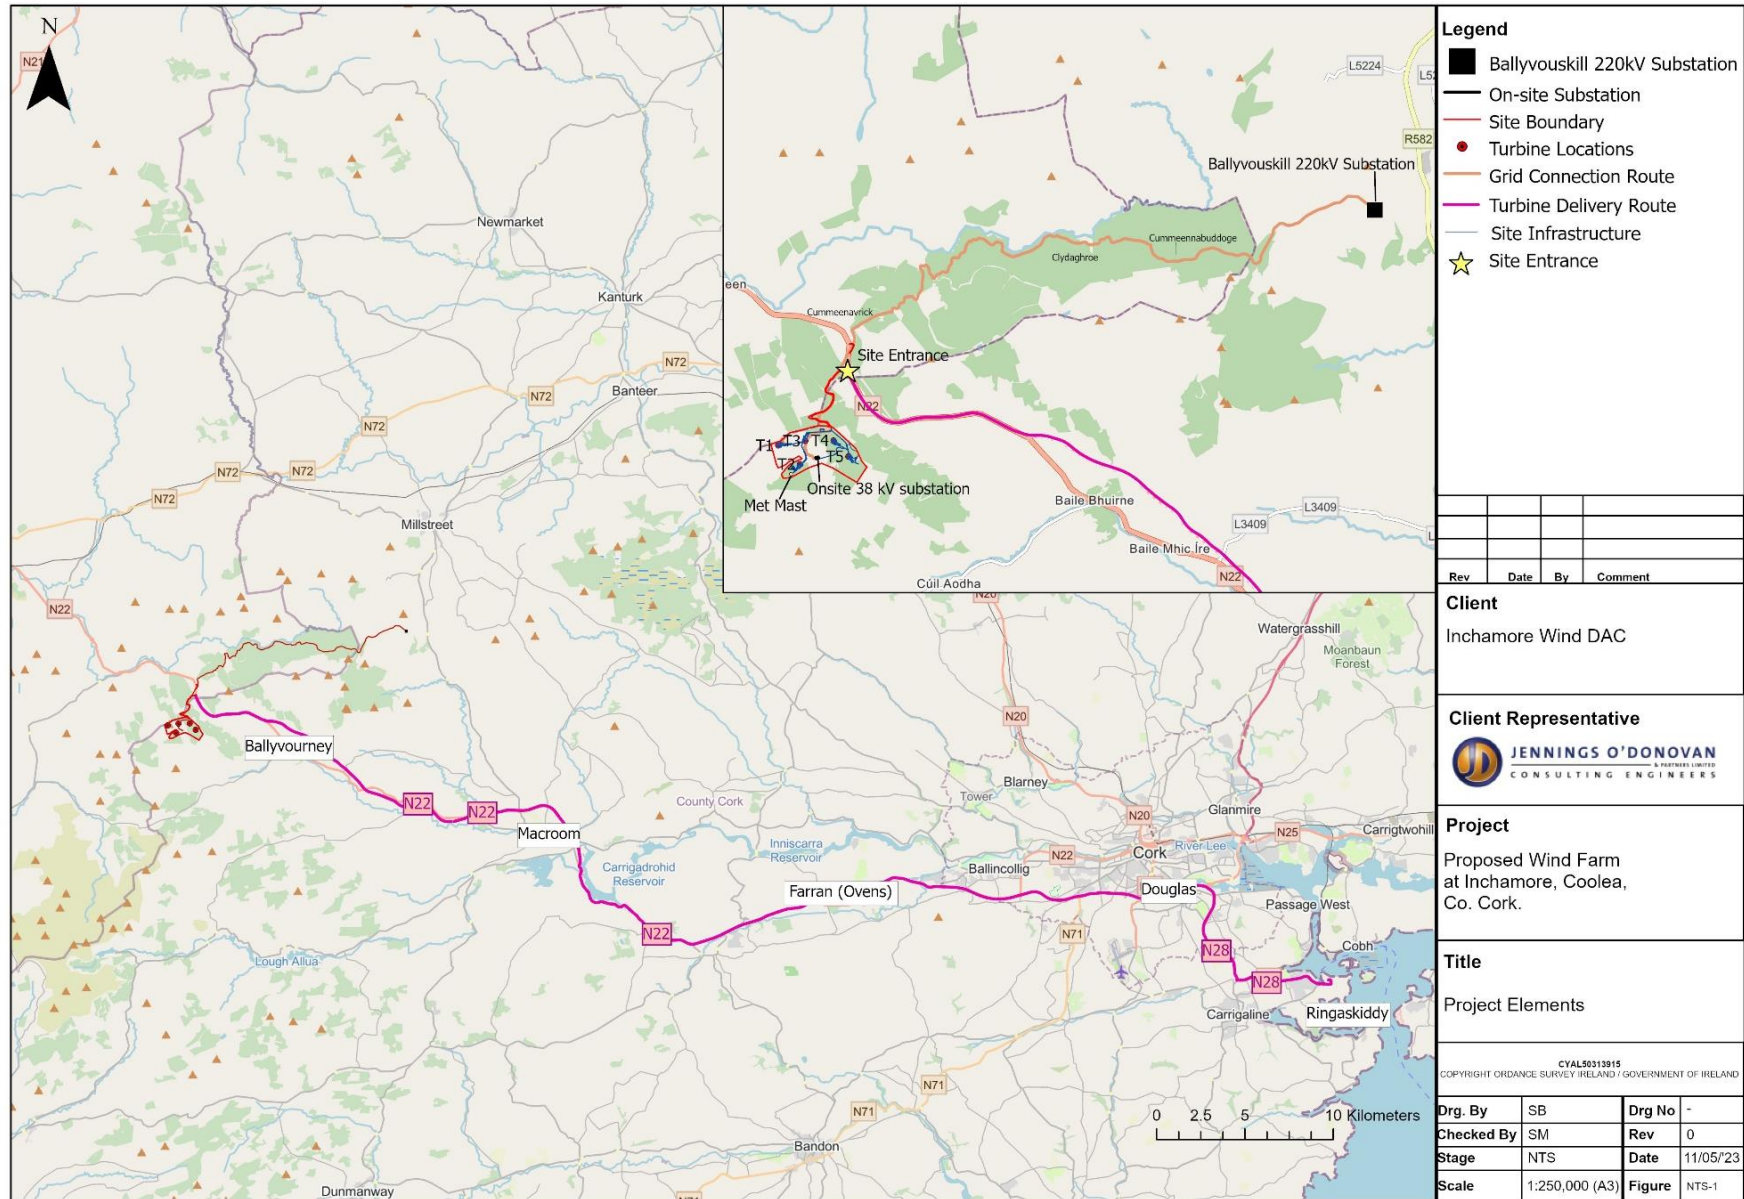 N
N21
Newmarket
Kanturk
N72
Banteer
N72
N72
N72
N72
N72
Millstreet
N22
Ballyvourney
N22
N22
Macroom
County Cork
Carrigadrohid
Reservoir
Inniscarra
Reservoir
N22
Farran (Ovens)
Lough Allua
Ballincollig
N22
Tower
Blarney
N20
N20
N20
Cork
River Lee
Glanmire
N25
Carrigtwohill
Watergrasshill
Moanbaun
Forest
Douglas
Passage West
Cobh
N28
N28
Ringaskiddy
Carrigaline
N71
N71
N71
N71
Bandon
Dunmanway
0 2.5 5 10 Kilometers
L5224
R582
Ballyvouskill 220kV Substation
Cummeennabuddoge
Clydaghroe
een
Cummeenavrick
Site Entrance
N22
T1
T3
T4
T2
T5
Onsite 38 kV substation
Met Mast
Baile Bhuirne
L3409
L3409
Baile Mhic Íre
N22
Cúil Aodha
Legend
Ballyvouskill 220kV Substation
On-site Substation
Site Boundary
Turbine Locations
Grid Connection Route
Turbine Delivery Route
Site Infrastructure
Site Entrance
Rev Date By Comment
Client
Inchamore Wind DAC
Client Representative
JENNINGS O'DONOVAN
& PARTNERS LIMITED
CONSULTING ENGINEERS
Project
Proposed Wind Farm
at Inchamore, Coolea,
Co. Cork.
Title
Project Elements
CYAL50313915
COPYRIGHT ORDANCE SURVEY IRELAND / GOVERNMENT OF IRELAND
Drg. By SB Drg No -
Checked By SM Rev 0
Stage NTS Date 11/05/'23
Scale 1:250,000 (A3) Figure NTS-1